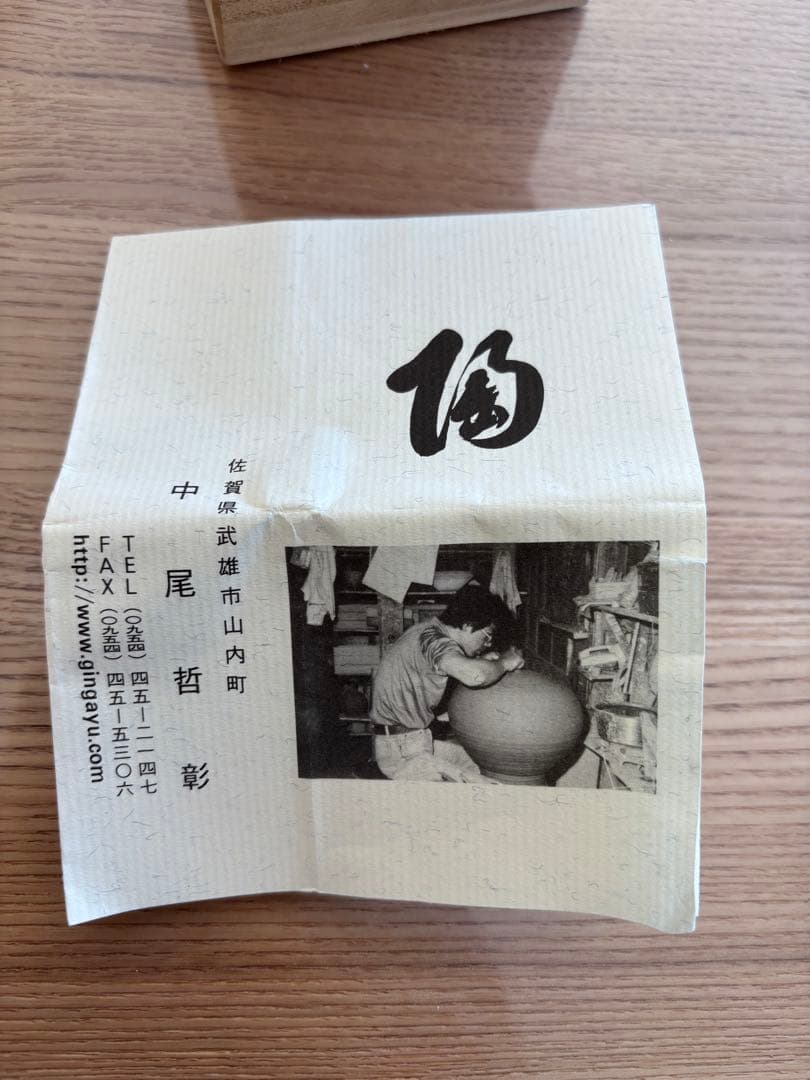 陶
佐賀県武雄市山内町
中尾哲彰
TEL(〇九五四)四五ー二一四七
FAX(〇九五四)四五ー五三〇六
http://www.gingayu.com